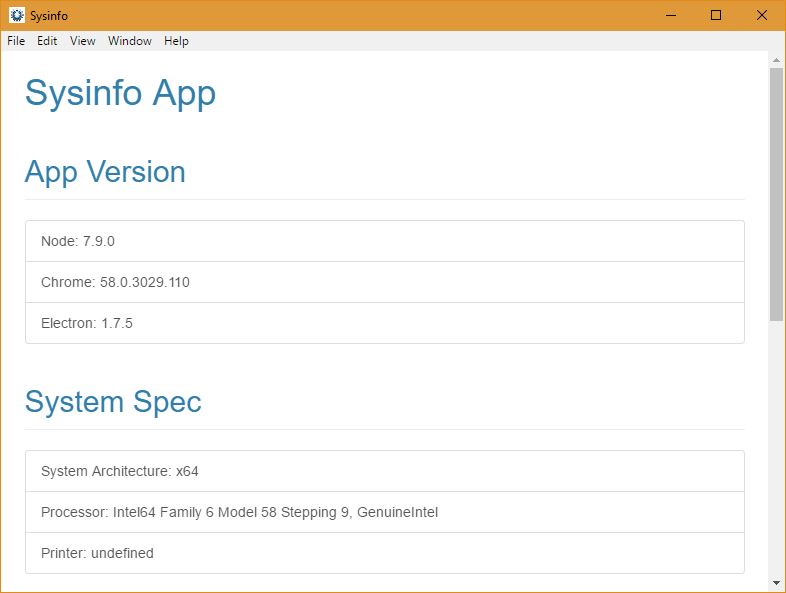 Sysinfo
File Edit View Window Help
Sysinfo App
App Version
Node: 7.9.0
Chrome: 58.0.3029.110
Electron: 1.7.5
System Spec
System Architecture: x64
Processor: Intel64 Family 6 Model 58 Stepping 9, GenuineIntel
Printer: undefined